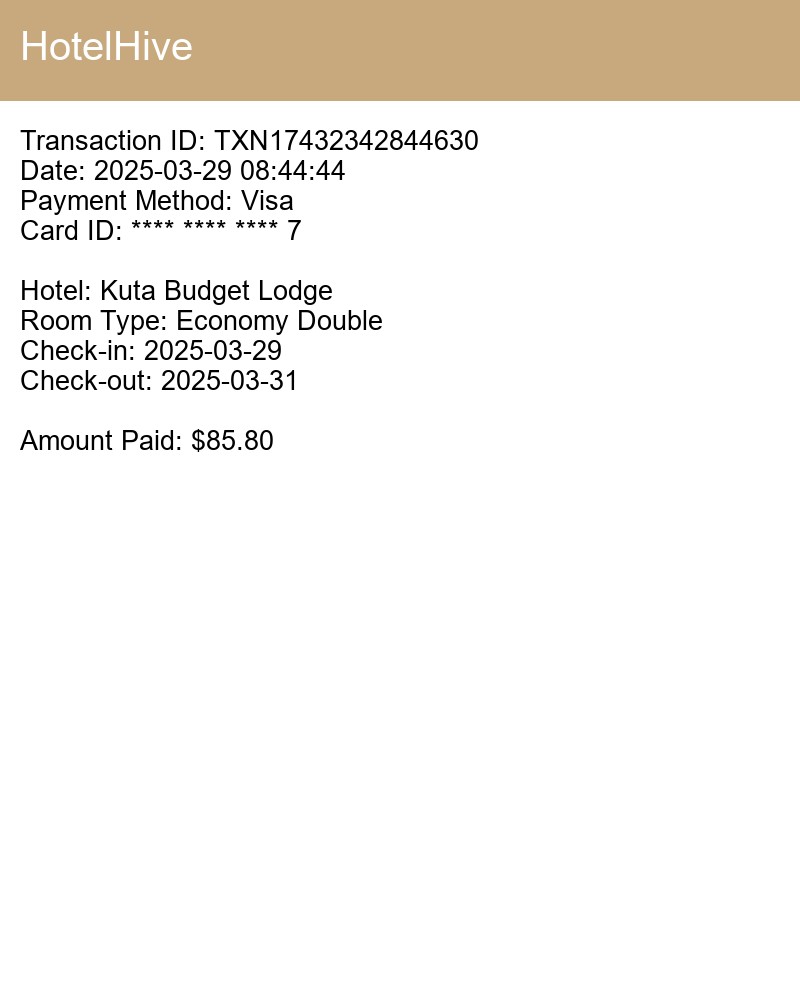 HotelHive
Transaction ID: TXN17432342844630
Date: 2025-03-29 08:44:44
Payment Method: Visa
Card ID: **** **** **** 7
Hotel: Kuta Budget Lodge
Room Type: Economy Double
Check-in: 2025-03-29
Check-out: 2025-03-31
Amount Paid: $85.80